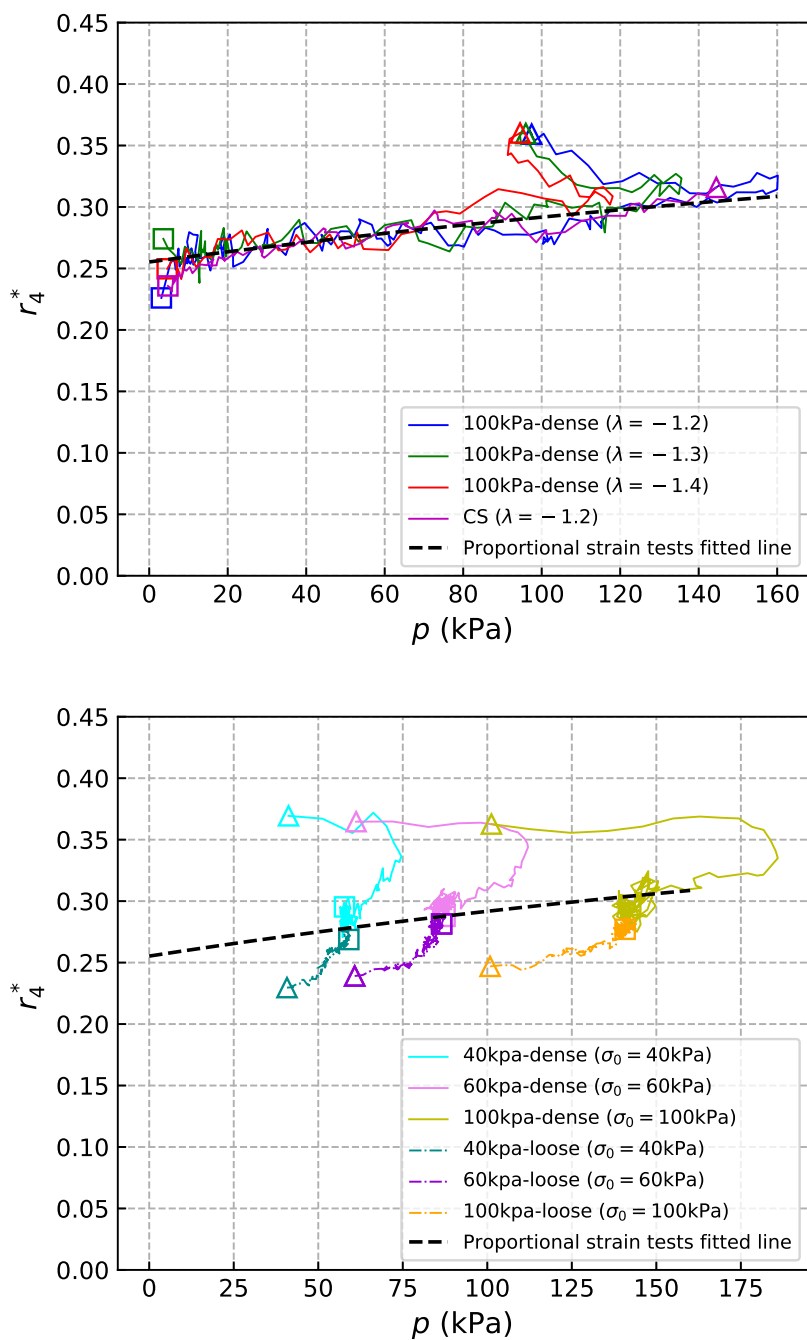 0.45
0.40
0.35
0.30
0.25
0.20
0.15
0.10
0.05
0.00
r₄*
100kPa-dense (λ = −1.2)
100kPa-dense (λ = −1.3)
100kPa-dense (λ = −1.4)
CS (λ = −1.2)
Proportional strain tests fitted line
0 20 40 60 80 100 120 140 160
p (kPa)
0.45
0.40
0.35
0.30
0.25
0.20
0.15
0.10
0.05
0.00
r₄*
40kpa-dense (σ₀ = 40kPa)
60kpa-dense (σ₀ = 60kPa)
100kpa-dense (σ₀ = 100kPa)
40kpa-loose (σ₀ = 40kPa)
60kpa-loose (σ₀ = 60kPa)
100kpa-loose (σ₀ = 100kPa)
Proportional strain tests fitted line
0 25 50 75 100 125 150 175
p (kPa)